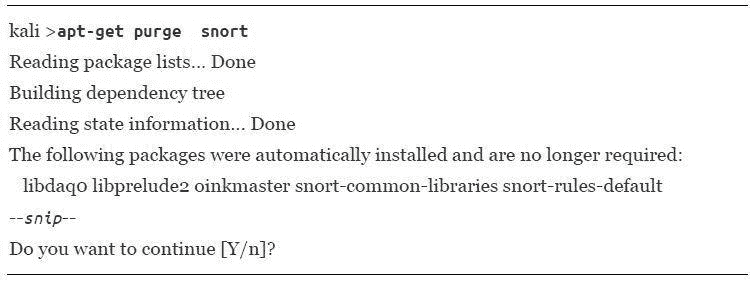 kali >apt-get purge  snort
Reading package lists... Done
Building dependency tree
Reading state information... Done
The following packages were automatically installed and are no longer required:
libdaq0 libprelude2 oinkmaster snort-common-libraries snort-rules-default
--snip--
Do you want to continue [Y/n]?